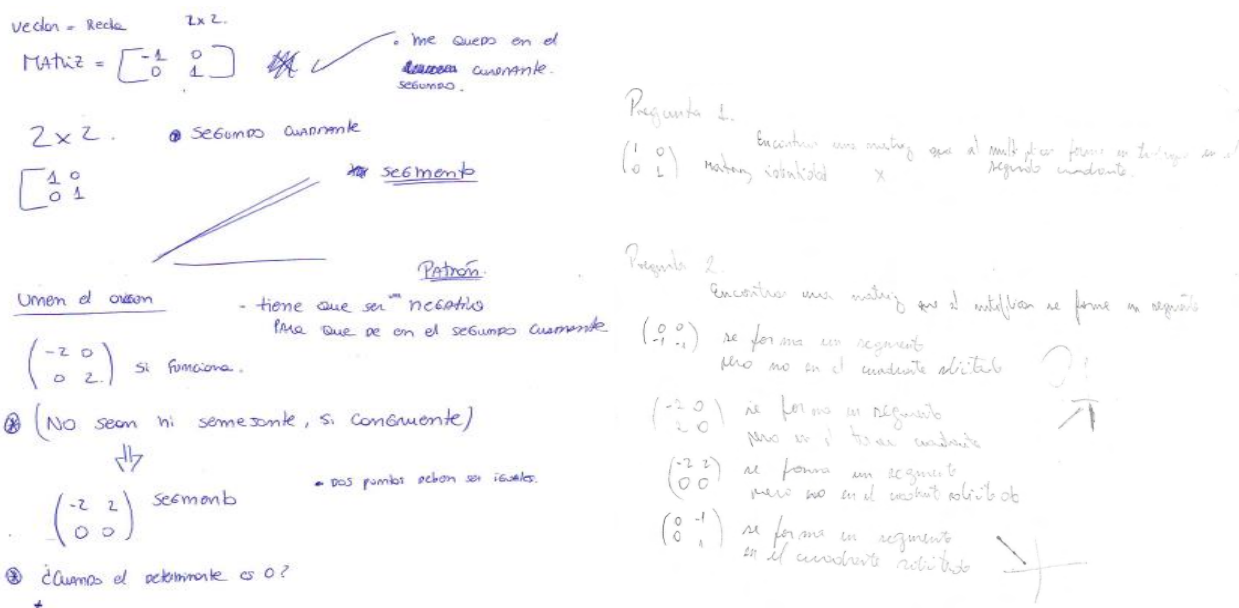 vector = Recta 2x2.
MATRIZ = [ -1 0
0 1 ]
• me quedo en el
cuadrante.
segundo.
2 x 2.
• Segundo cuadrante
[ 1 0
0 1
segmento
Patrón.
Umen el
- tiene que ser un negativo
para que de en el segundo cuadrante
( -2 0
0 2. ) si funciona.
(No sean ni semejante, si congruente)
• Dos puntos deben ser iguales.
( -2 2
0 0 ) segmento
¿Cuando el determinante es 0?
Pregunta 1.
Encontrar una matriz que al multiplicar forme un triangulo en el
segundo cuadrante.
( 1 0
0 1 ) matriz identidad x
Pregunta 2.
Encontrar una matriz que al multiplicar se forme un segmento
( 0 0
-1 -1 ) se forma un segmento
pero no en el cuadrante solicitado
( -2 0
2 0 ) se forma un segmento
pero en el cuadrante
( -2 2
0 0 ) se forma un segmento
pero no en el solicitado
( 0 -1
0 1 ) se forma un segmento
en el cuadrante solicitado